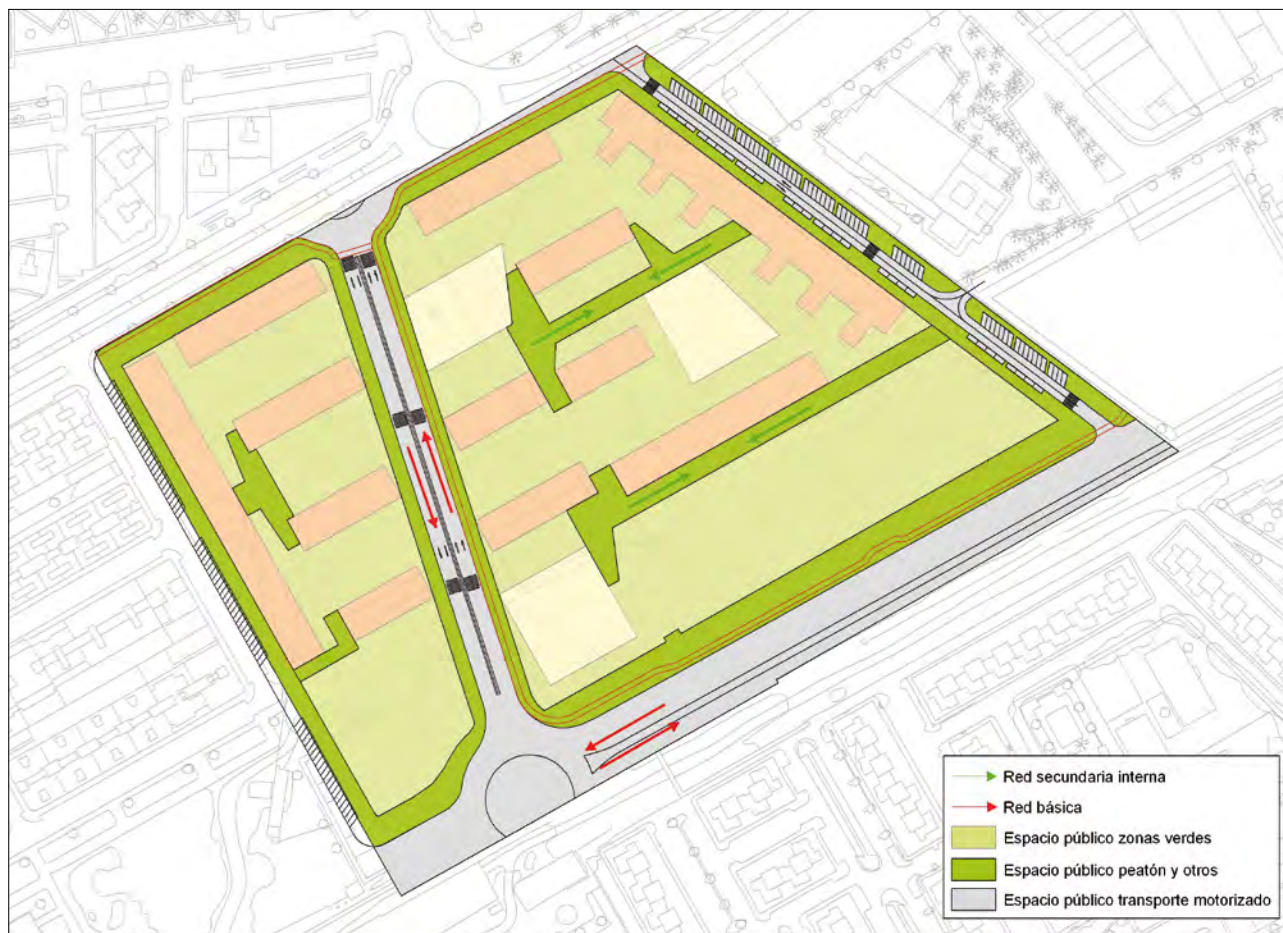 Red secundaria interna
Red básica
Espacio público zonas verdes
Espacio público peatón y otros
Espacio público transporte motorizado